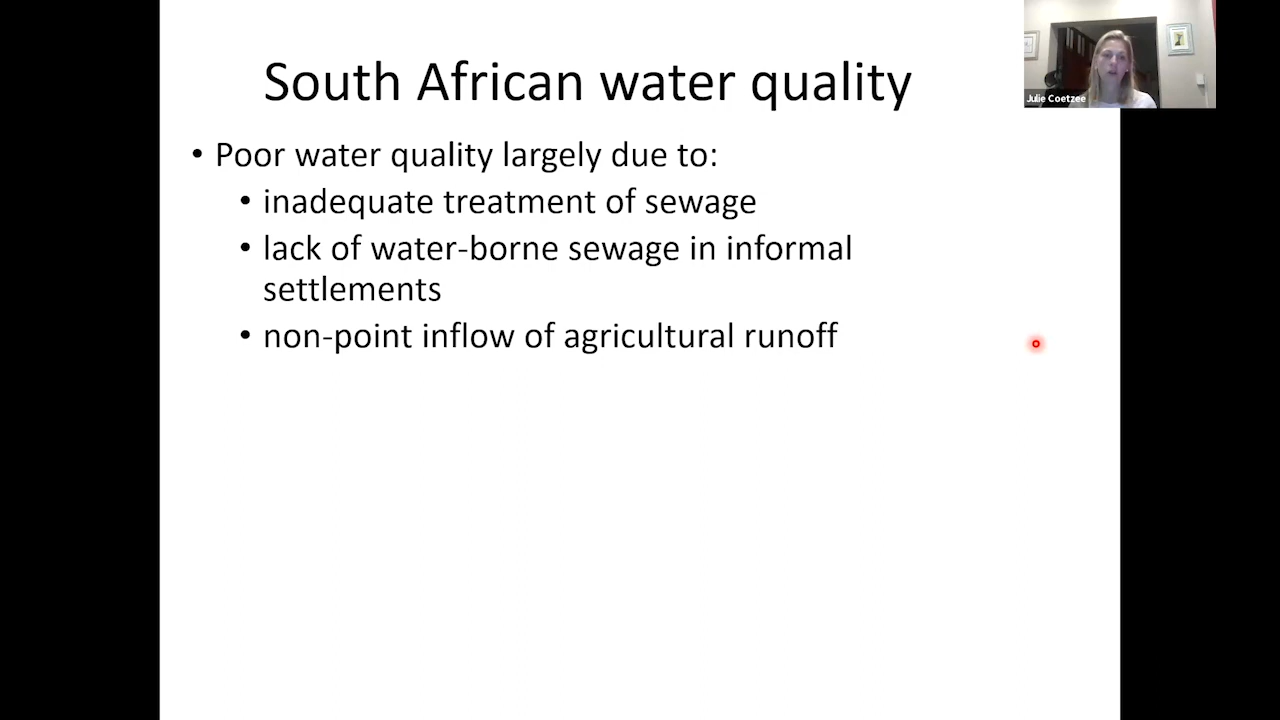 South African water quality
Julie Coetzee
• Poor water quality largely due to:
• inadequate treatment of sewage
• lack of water-borne sewage in informal
settlements
• non-point inflow of agricultural runoff